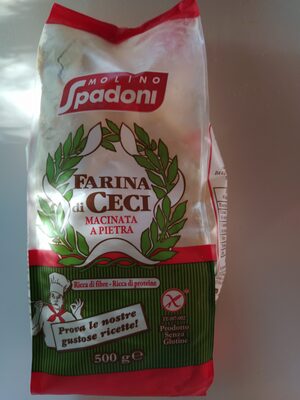 MOLINO
Spadoni
FARINA
di CECI
MACINATA
A PIETRA
Ricca di fibre - Ricca di proteine
Prova le nostre
gustose ricette!
500 g e
Prodotto
Senza
Glutine